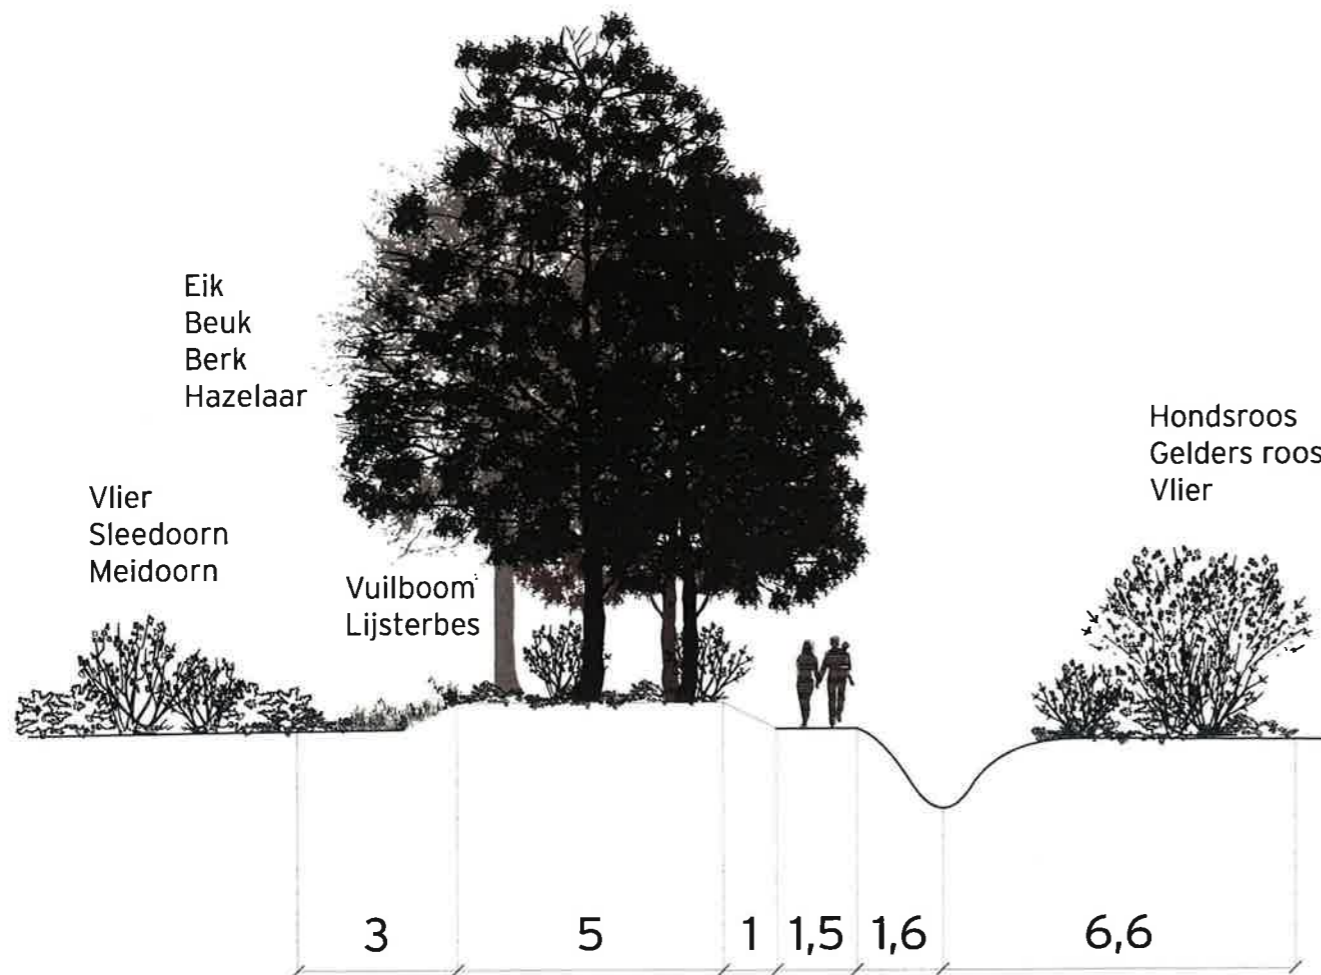 Eik
Beuk
Berk
Hazelaar
Vlier
Sleedoorn
Meidoorn
Vuilboom
Lijsterbes
Hondsroos
Gelders roos
Vlier
3 5 1 1,5 1,6 6,6